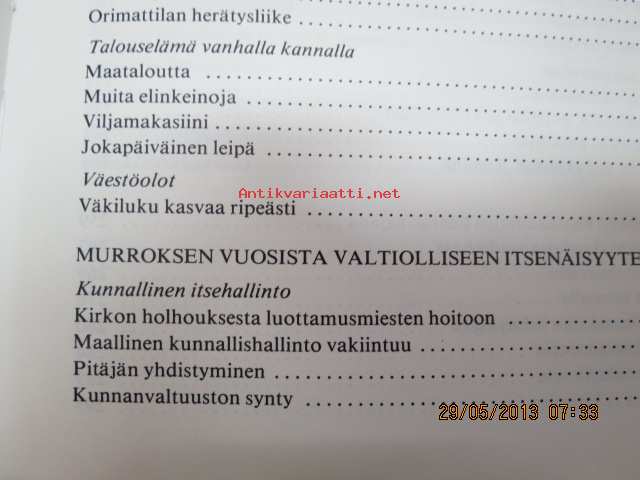 Orimattilan herätysliike ..........................
Talouselämä vanhalla kannalla
Maataloutta ..........................
Muita elinkeinoja ..........................
Viljamakasiini ..........................
Jokapäiväinen leipä ..........................
Väestöolot
Antikvariaatti.net
Väkiluku kasvaa ripeästi ..........................
MURROKSEN VUOSISTA VALTIOLLISEEN ITSENÄISYYTE
Kunnallinen itsehallinto
Kirkon holhouksesta luottamusmiesten hoitoon ..........................
Maallinen kunnallishallinto vakiintuu ..........................
Pitäjän yhdistyminen ..........................
Kunnanvaltuuston synty ..........................
29/05/2013 07:33